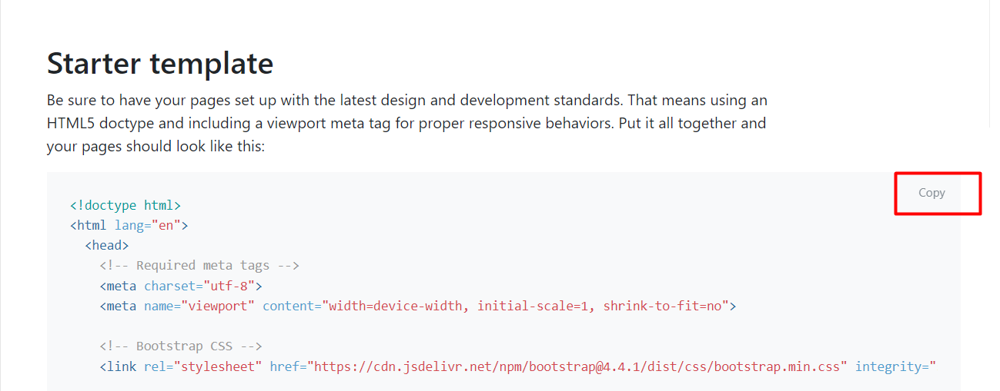 Starter template
Be sure to have your pages set up with the latest design and development standards. That means using an
HTML5 doctype and including a viewport meta tag for proper responsive behaviors. Put it all together and
your pages should look like this:
Copy
<!doctype html>
<html lang="en">
  <head>
    <!-- Required meta tags -->
    <meta charset="utf-8">
    <meta name="viewport" content="width=device-width, initial-scale=1, shrink-to-fit=no">
    <!-- Bootstrap CSS -->
    <link rel="stylesheet" href="https://cdn.jsdelivr.net/npm/bootstrap@4.4.1/dist/css/bootstrap.min.css" integrity="